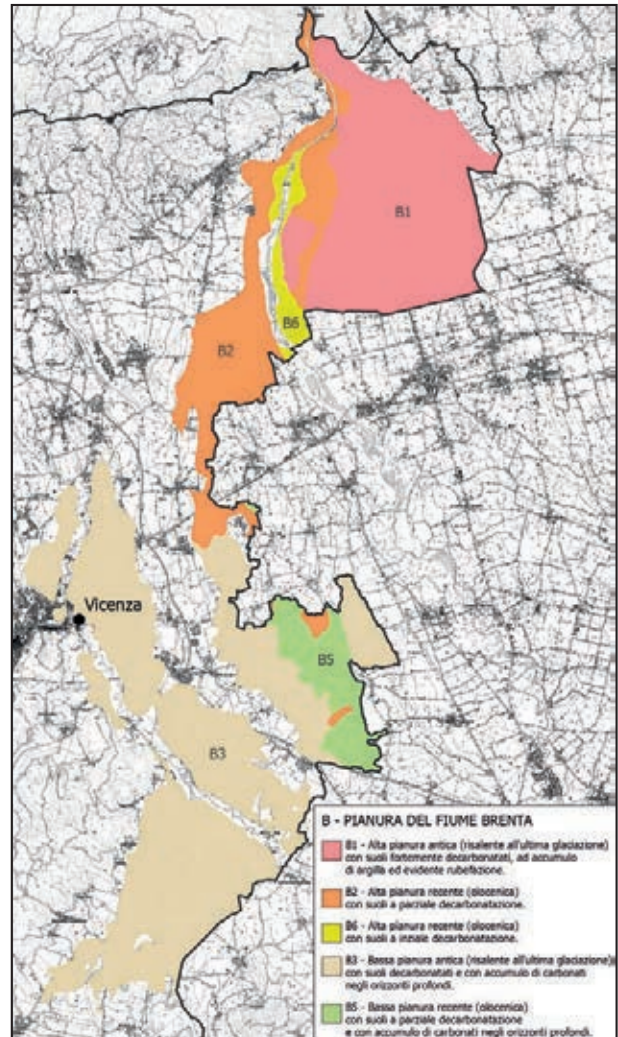 B1
B2
B6
Vicenza
B5
B3
B - PIANURA DEL FIUME BRENTA
B1 - Alta pianura antica (risalente all'ultima glaciazione)
con suoli fortemente decarbonatati, ad accumulo
di argilla ed evidente rubefazione.
B2 - Alta pianura recente (olocenica)
con suoli a parziale decarbonatazione.
B6 - Alta pianura recente (olocenica)
con suoli a iniziale decarbonatazione.
B3 - Bassa pianura antica (risalente all'ultima glaciazione)
con suoli decarbonatati e con accumulo di carbonati
negli orizzonti profondi.
B5 - Bassa pianura recente (olocenica)
con suoli a parziale decarbonatazione
e con accumulo di carbonati negli orizzonti profondi.